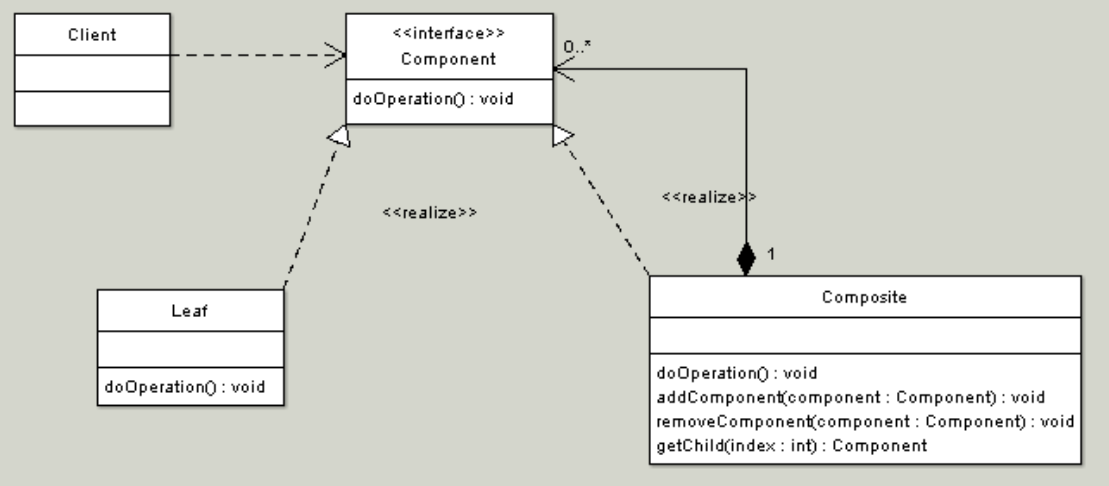 Client
<<interface>>
Component
doOperation() : void
0..*
<<realize>>
<<realize>>
1
Leaf
doOperation() : void
Composite
doOperation() : void
addComponent(component : Component) : void
removeComponent(component : Component) : void
getChild(index : int) : Component